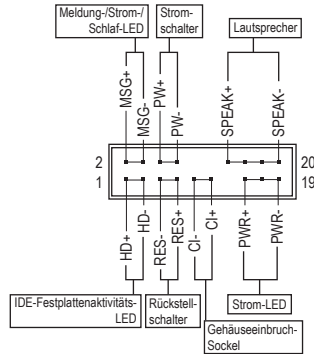 Meldung-/Strom-/
Schlaf-LED
Strom-
schalter
Lautsprecher
MSG+
MSG-
PW+
PW-
SPEAK+
SPEAK-
2
20
1
19
HD+
HD-
RES-
RES+
CI-
CI+
PWR+
PWR-
IDE-Festplattenaktivitäts-
LED
Rückstell-
schalter
Strom-LED
Gehäuseeinbruch-
Sockel